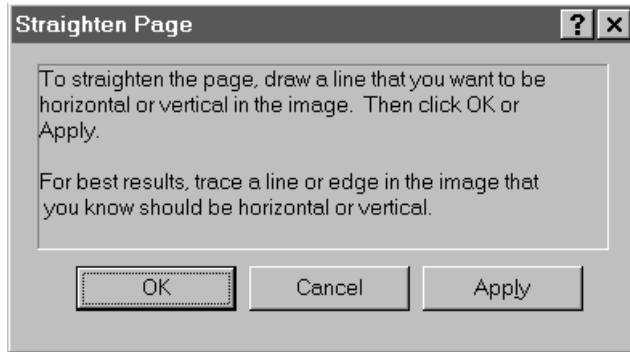 Straighten Page
? ×
To straighten the page, draw a line that you want to be
horizontal or vertical in the image.  Then click OK or
Apply.
For best results, trace a line or edge in the image that
you know should be horizontal or vertical.
OK Cancel Apply